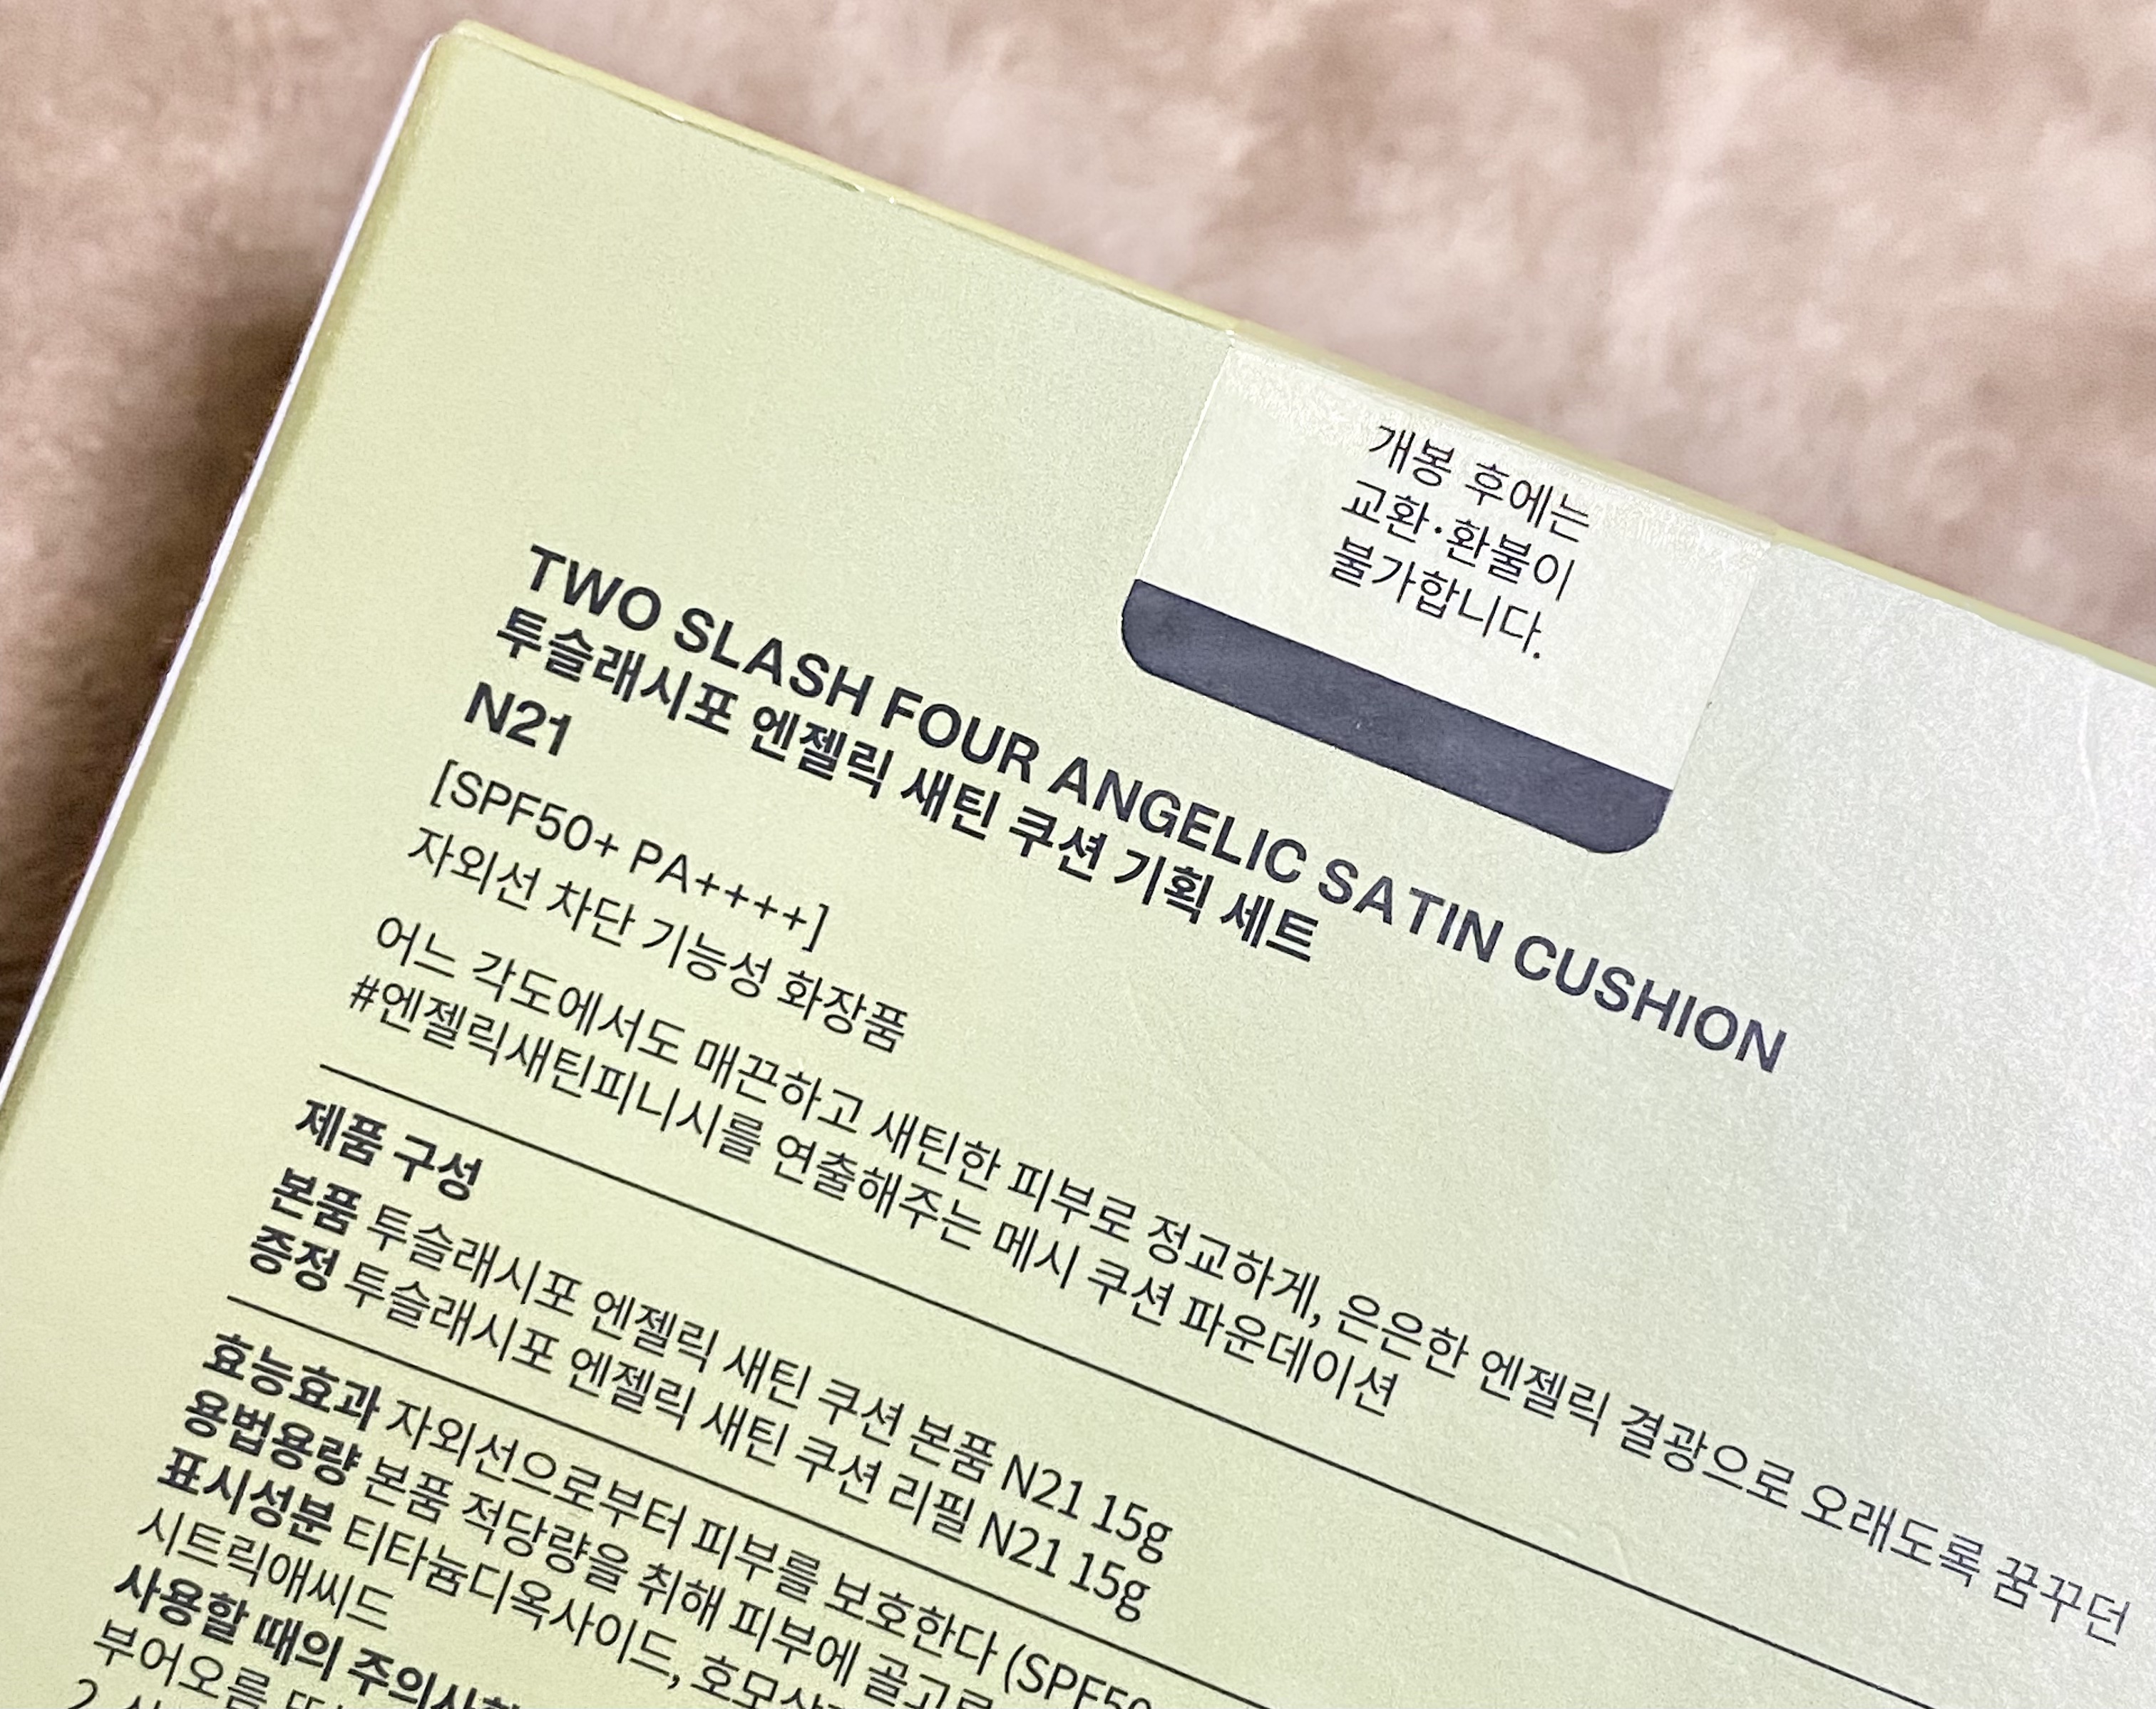 개봉 후에는
교환·환불이
불가합니다.
TWO SLASH FOUR ANGELIC SATIN CUSHION
투슬래시포 엔젤릭 새틴 쿠션 기획 세트
N21
[SPF50+ PA++++]
자외선 차단 기능성 화장품
어느 각도에서도 매끈하고 새틴한 피부로 정교하게, 은은한 엔젤릭 결광으로 오래도록 꿈꾸던
#엔젤릭새틴피니시를 연출해주는 메시 쿠션 파운데이션
제품 구성
본품 투슬래시포 엔젤릭 새틴 쿠션 본품 N21 15g
증정 투슬래시포 엔젤릭 새틴 쿠션 리필 N21 15g
효능효과 자외선으로부터 피부를 보호한다 (SPF50
용법용량 본품 적당량을 취해 피부에 골고루
표시성분 티타늄디옥사이드,
시트릭애씨드
사용할 때의 주의사항
부어오름
2.